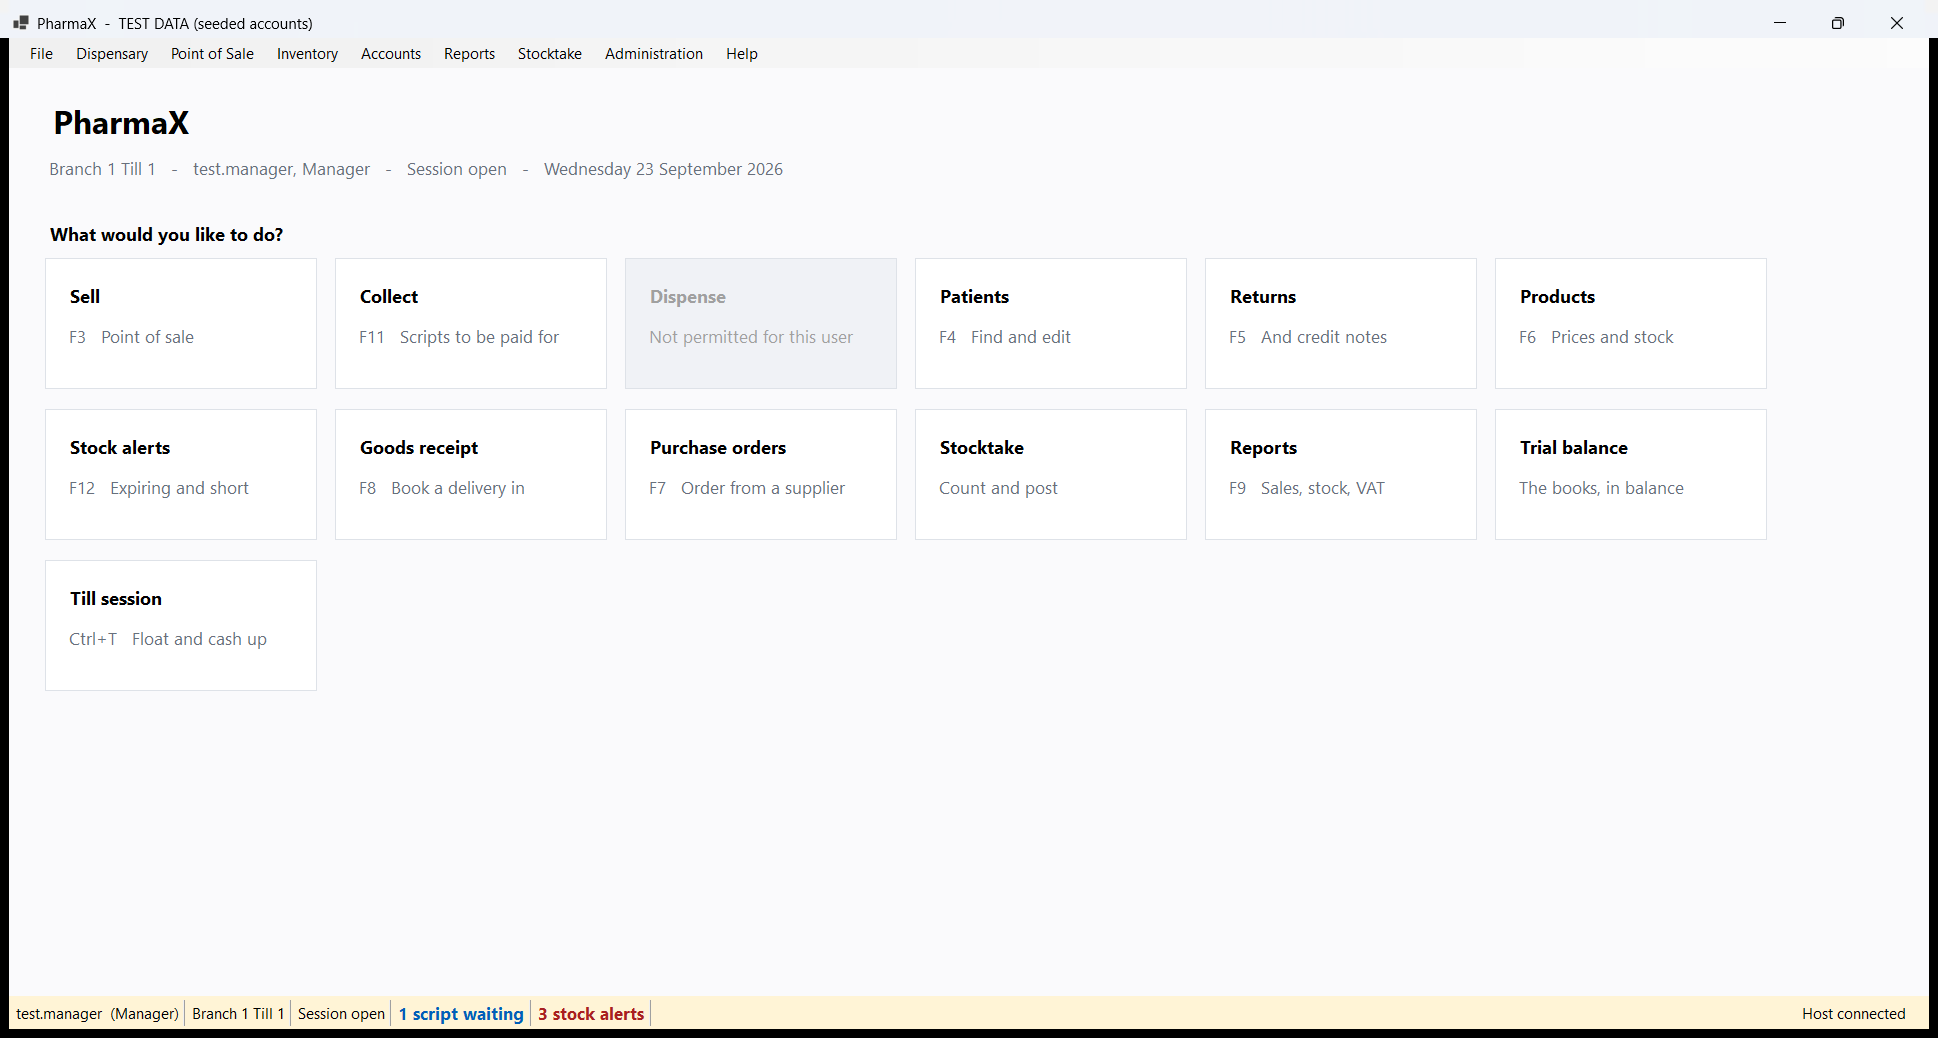 PharmaX - TEST DATA (seeded accounts)
File Dispensary Point of Sale Inventory Accounts Reports Stocktake Administration Help
PharmaX
Branch 1 Till 1 - test.manager, Manager - Session open - Wednesday 23 September 2026
What would you like to do?
Sell
F3 Point of sale
Collect
F11 Scripts to be paid for
Dispense
Not permitted for this user
Patients
F4 Find and edit
Returns
F5 And credit notes
Products
F6 Prices and stock
Stock alerts
F12 Expiring and short
Goods receipt
F8 Book a delivery in
Purchase orders
F7 Order from a supplier
Stocktake
Count and post
Reports
F9 Sales, stock, VAT
Trial balance
The books, in balance
Till session
Ctrl+T Float and cash up
test.manager (Manager) Branch 1 Till 1 Session open 1 script waiting 3 stock alerts Host connected